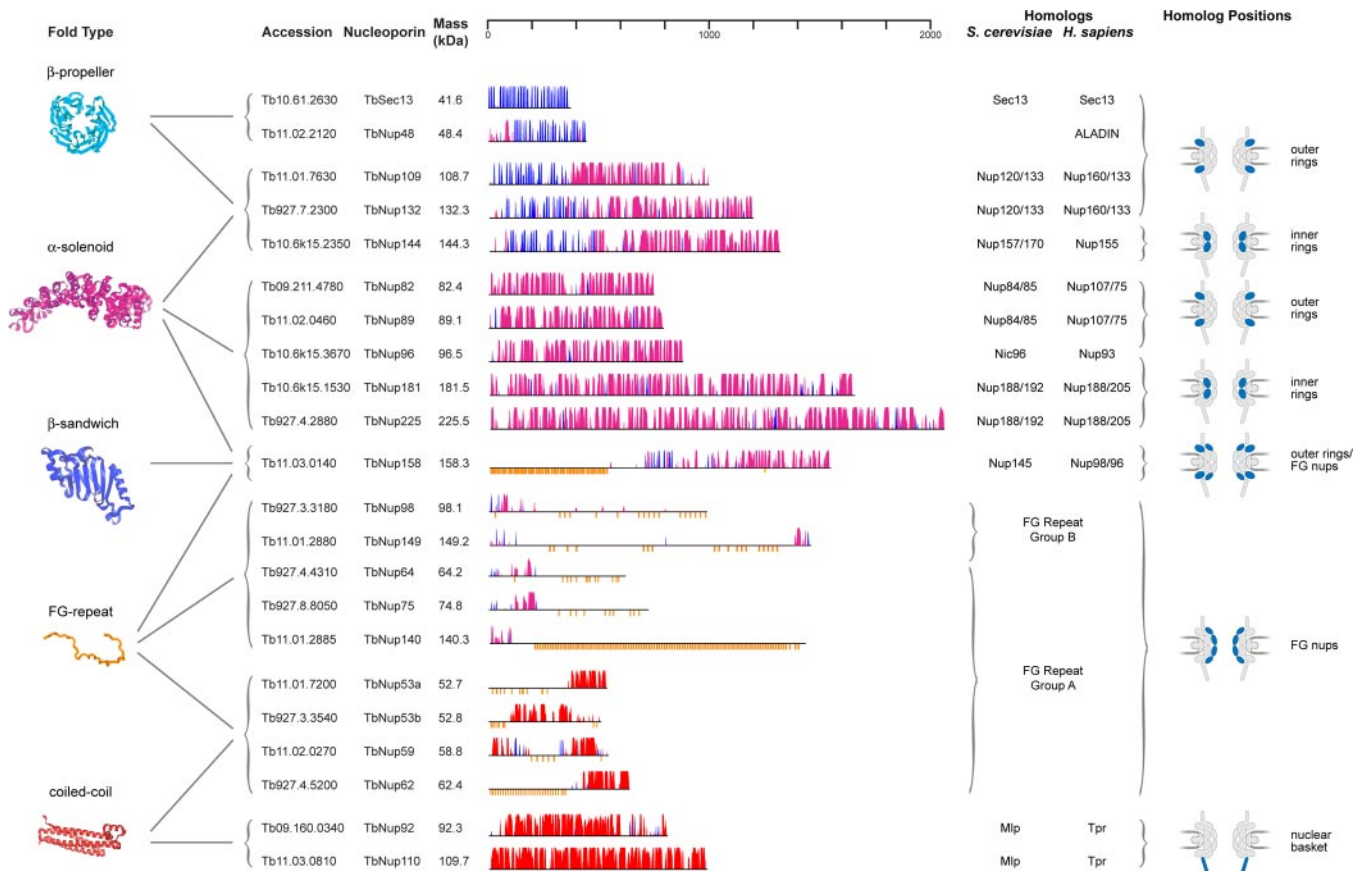 Fold Type
Accession
Nucleoporin
Mass
(kDa)
0
1000
2000
Homologs
S. cerevisiae
H. sapiens
Homolog Positions
β-propeller
Tb10.61.2630 TbSec13 41.6 Sec13 Sec13
Tb11.02.2120 TbNup48 48.4 ALADIN
outer
rings
Tb11.01.7630 TbNup109 108.7 Nup120/133 Nup160/133
Tb927.7.2300 TbNup132 132.3 Nup120/133 Nup160/133
α-solenoid
Tb10.6k15.2350 TbNup144 144.3 Nup157/170 Nup155
inner
rings
Tb09.211.4780 TbNup82 82.4 Nup84/85 Nup107/75
Tb11.02.0460 TbNup89 89.1 Nup84/85 Nup107/75
outer
rings
Tb10.6k15.3670 TbNup96 96.5 Nic96 Nup93
Tb10.6k15.1530 TbNup181 181.5 Nup188/192 Nup188/205
inner
rings
Tb927.4.2880 TbNup225 225.5 Nup188/192 Nup188/205
β-sandwich
Tb11.03.0140 TbNup158 158.3 Nup145 Nup98/96
outer rings/
FG nups
Tb927.3.3180 TbNup98 98.1
Tb11.01.2880 TbNup149 149.2
FG Repeat
Group B
Tb927.4.4310 TbNup64 64.2
FG-repeat
Tb927.8.8050 TbNup75 74.8
Tb11.01.2885 TbNup140 140.3
FG nups
Tb11.01.7200 TbNup53a 52.7
FG Repeat
Group A
Tb927.3.3540 TbNup53b 52.8
Tb11.02.0270 TbNup59 58.8
Tb927.4.5200 TbNup62 62.4
coiled-coil
Tb09.160.0340 TbNup92 92.3 Mlp Tpr
Tb11.03.0810 TbNup110 109.7 Mlp Tpr
nuclear
basket